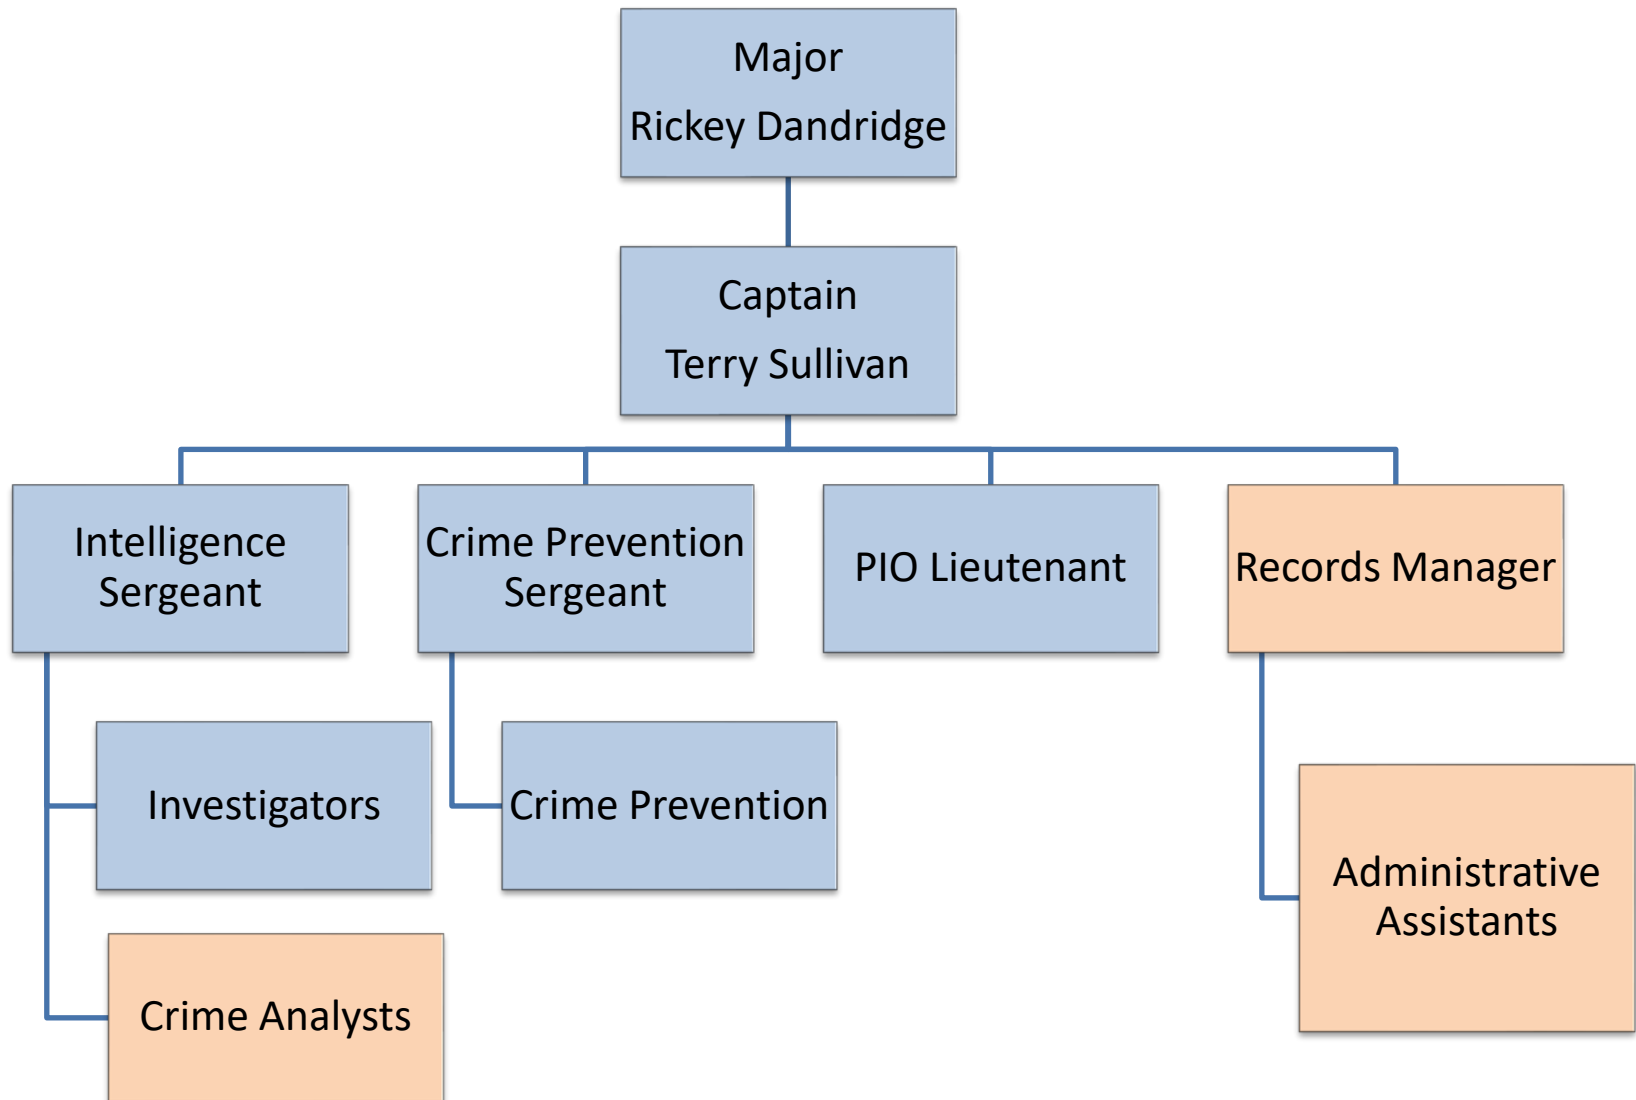 Major
Rickey Dandridge
Captain
Terry Sullivan
Intelligence
Sergeant
Crime Prevention
Sergeant
PIO Lieutenant
Records Manager
Investigators
Crime Prevention
Administrative
Assistants
Crime Analysts